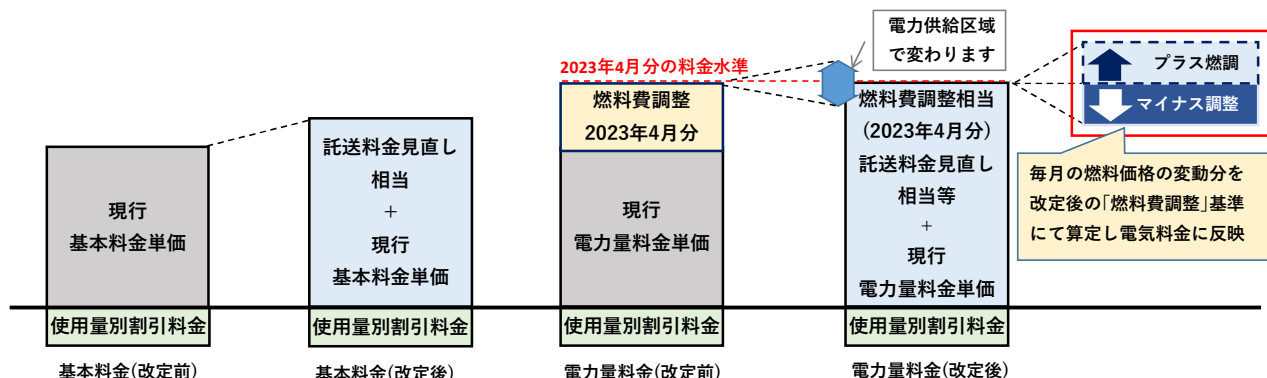 電力供給区域
で変わります
2023年4月分の料金水準
プラス燃調
マイナス調整
燃料費調整
2023年4月分
燃料費調整相当
(2023年4月分)
託送料金見直し
相当等
+
現行
電力量料金単価
託送料金見直し
相当
+
現行
基本料金単価
現行
基本料金単価
現行
電力量料金単価
毎月の燃料価格の変動分を
改定後の「燃料費調整」基準
にて算定し電気料金に反映
使用量別割引料金
使用量別割引料金
使用量別割引料金
使用量別割引料金
基本料金(改定前)
基本料金(改定後)
電力量料金(改定前)
電力量料金(改定後)